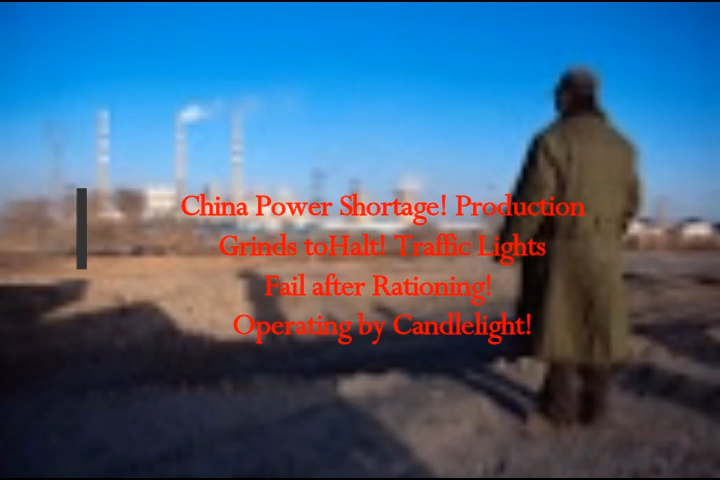 China Power Shortage! Production
Grinds toHalt! Traffic Lights
Fail after Rationing!
Operating by Candlelight!